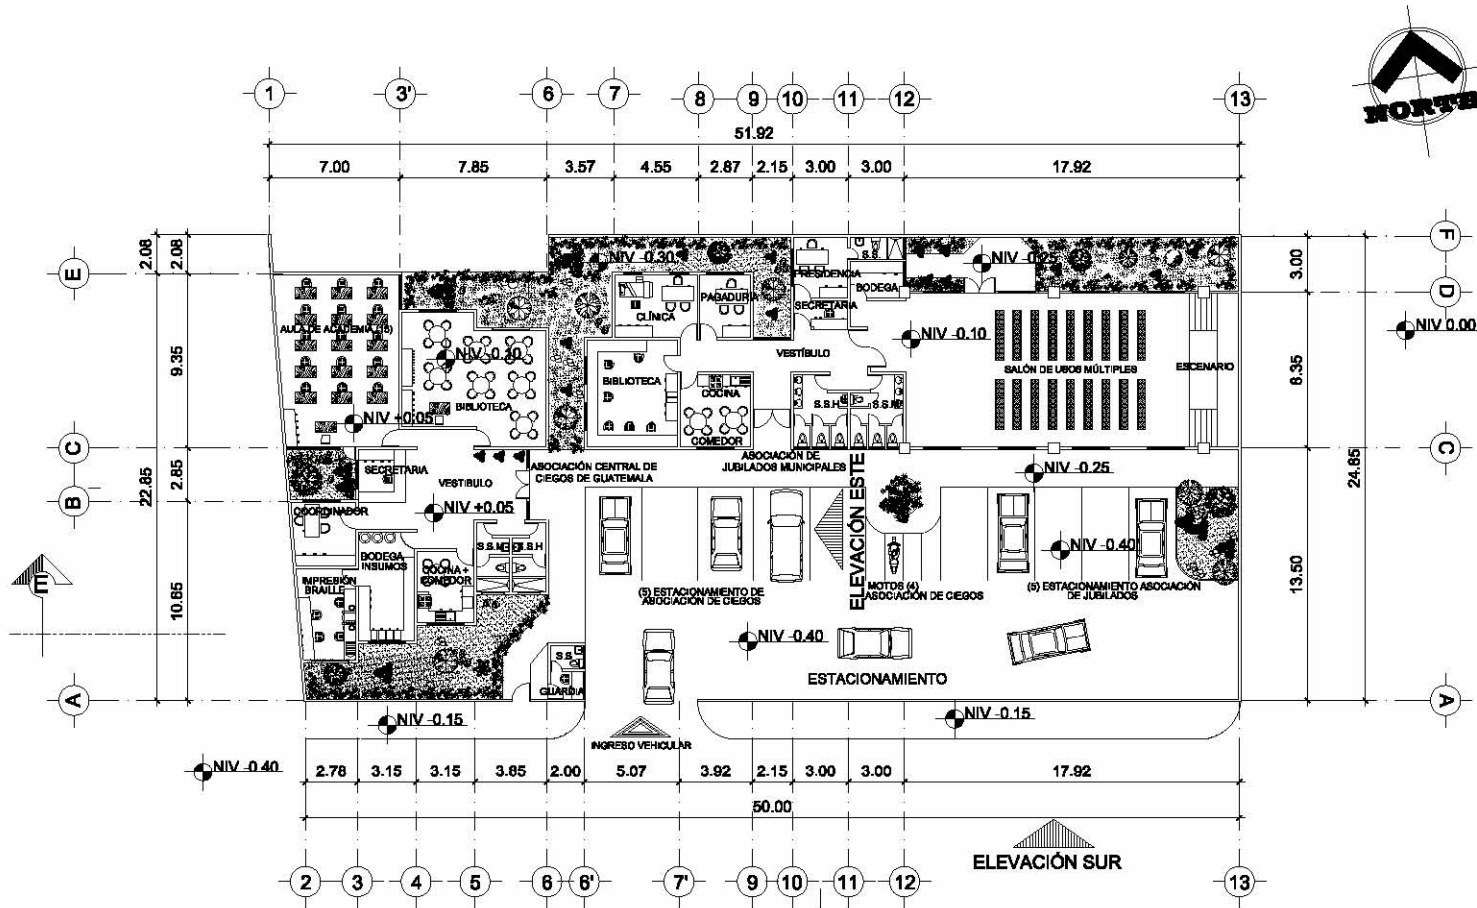 NORTH
1
3'
6
7
8
9
10
11
12
13
51.92
7.00
7.85
3.57
4.55
2.87
2.15
3.00
3.00
17.92
E
C
B
A
2.08
22.85
2.08
9.35
2.85
10.85
F
D
C
A
3.00
8.35
13.50
24.85
NIV 0.00
NIV -0.30
NIV -0.25
PRESIDENCIA
S.S.
BODEGA
SECRETARIA
CLÍNICA
PAGADURIA
AULA DE ACADEMIA (15)
NIV -0.10
VESTÍBULO
SALÓN DE USOS MÚLTIPLES
ESCENARIO
BIBLIOTECA
COCINA
COMEDOR
S.S.H
S.S.M
BIBLIOTECA
NIV +0.05
SECRETARIA
VESTIBULO
NIV +0.05
ASOCIACIÓN CENTRAL DE
CIEGOS DE GUATEMALA
ASOCIACIÓN DE
JUBILADOS MUNICIPALES
NIV -0.25
ELEVACIÓN ESTE
COORDINADOR
BODEGA
INSUMOS
S.S.M
S.S.H
COCINA +
COMEDOR
IMPRESIÓN
BRAILLE
(5) ESTACIONAMIENTO DE
ASOCIACIÓN DE CIEGOS
MOTOS (4)
ASOCIACIÓN DE CIEGOS
NIV -0.40
(5) ESTACIONAMIENTO ASOCIACIÓN
DE JUBILADOS
E
NIV -0.40
S.S.
GUARDIA
ESTACIONAMIENTO
NIV -0.15
NIV -0.15
INGRESO VEHICULAR
NIV -0.40
2.78
3.15
3.15
3.85
2.00
5.07
3.92
2.15
3.00
3.00
17.92
50.00
ELEVACIÓN SUR
2
3
4
5
6
6'
7'
9
10
11
12
13